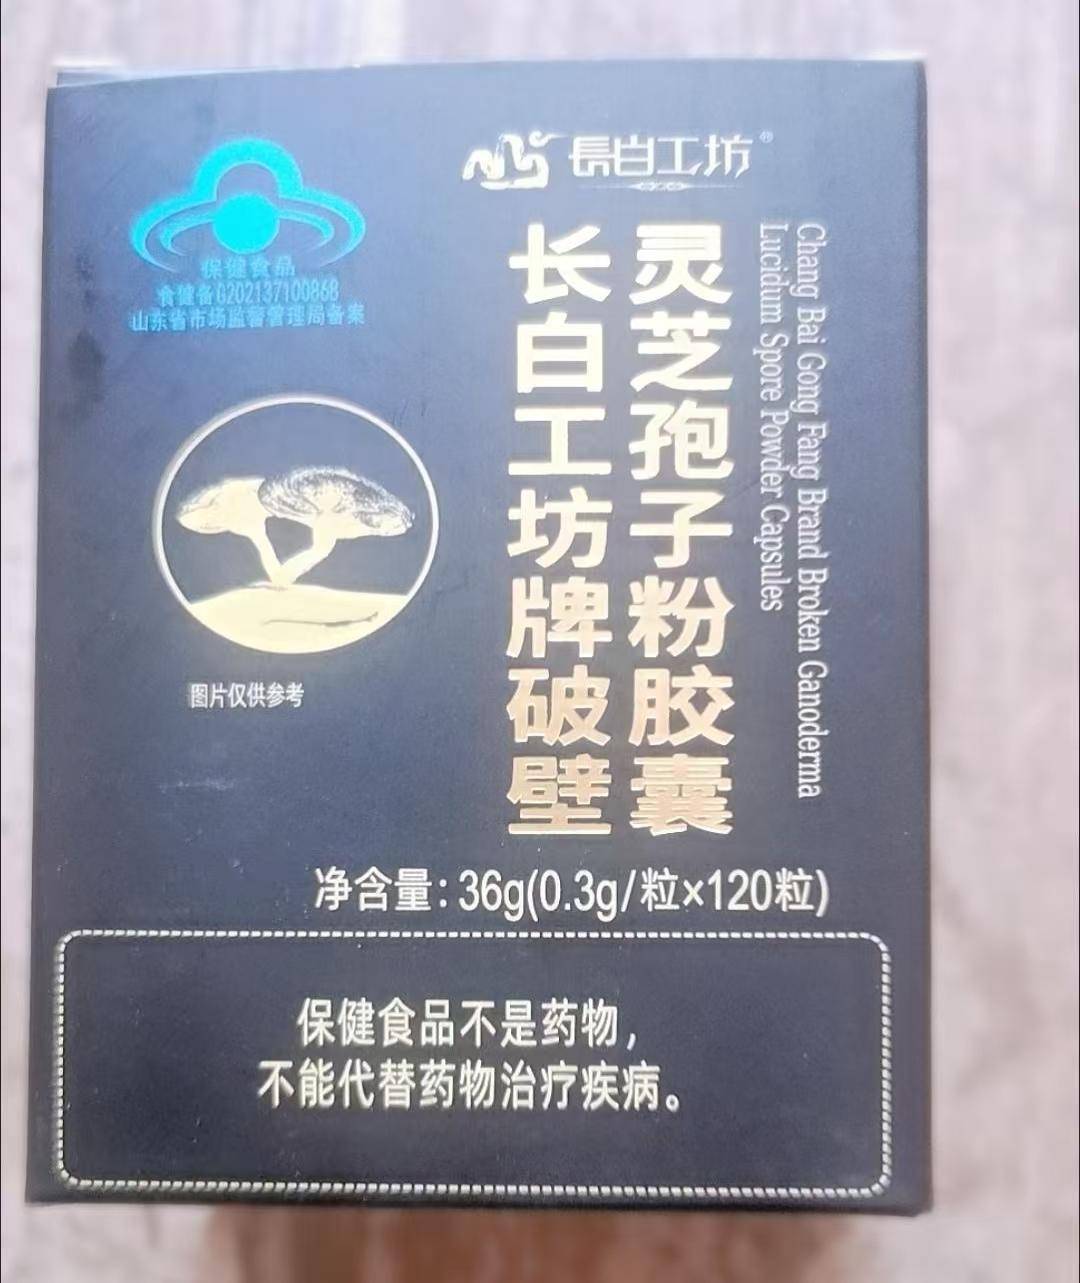 長白工坊®
保健食品
食健备G202137100868
山东省市场监督管理局备案
长白工坊牌破壁
灵芝孢子粉胶囊
Chang Bai Gong Fang Brand Broken Ganoderma
Lucidum Spore Powder Capsules
图片仅供参考
净含量:36g(0.3g/粒×120粒)
保健食品不是药物,
不能代替药物治疗疾病。